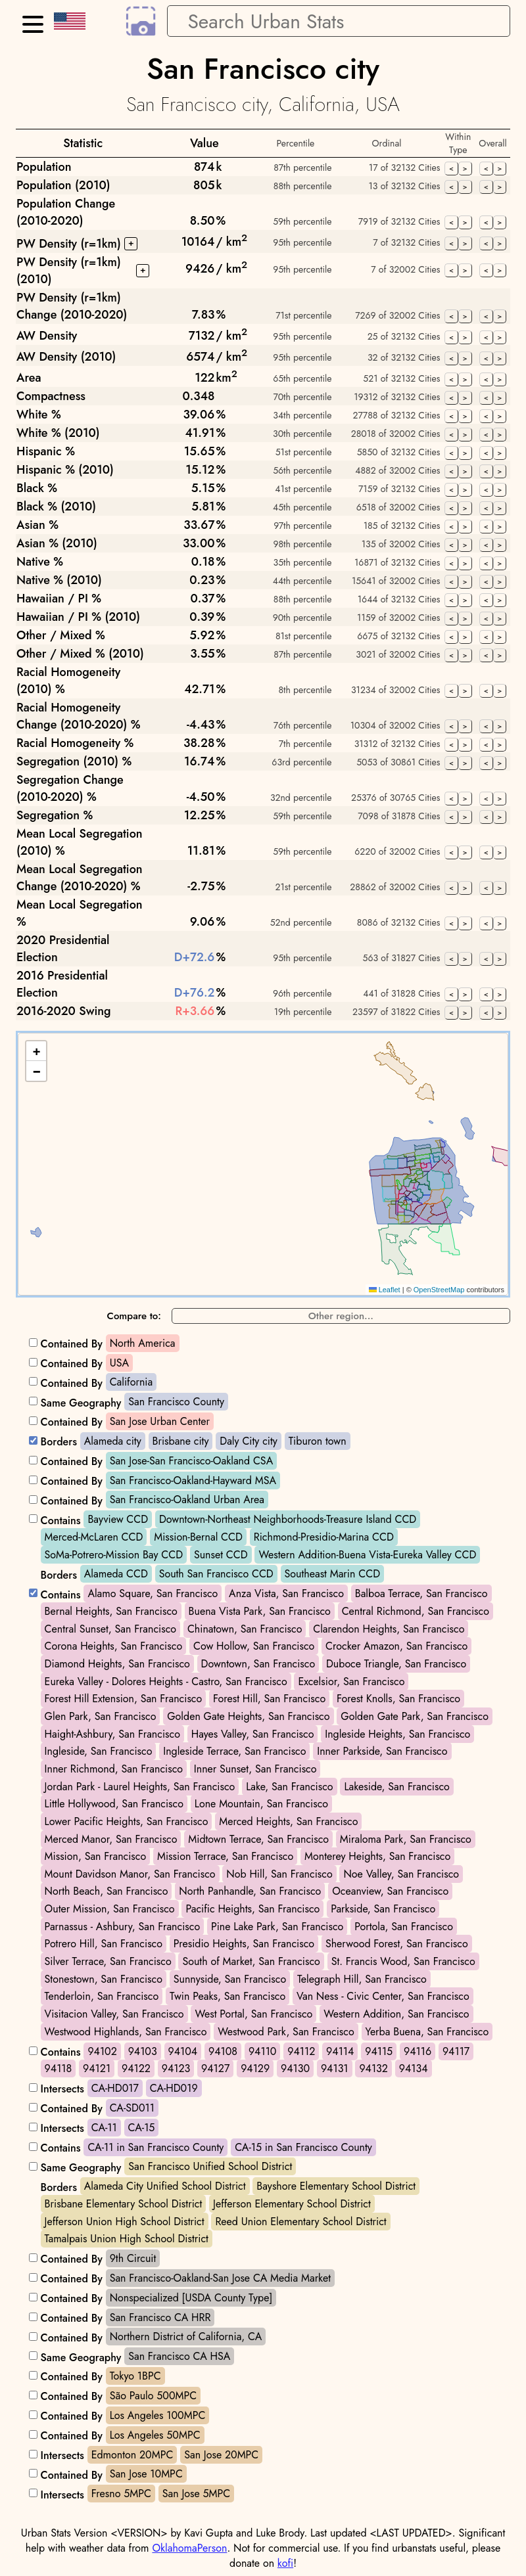 Search Urban Stats
San Francisco city
San Francisco city, California, USA
Statistic Value Percentile Ordinal Within Type Overall
Population 874 k 87th percentile 17 of 32132 Cities < > < >
Population (2010) 805 k 88th percentile 13 of 32132 Cities < > < >
Population Change (2010-2020) 8.50 % 59th percentile 7919 of 32132 Cities < > < >
PW Density (r=1km) + 10164 / km2 95th percentile 7 of 32132 Cities < > < >
PW Density (r=1km) (2010) + 9426 / km2 95th percentile 7 of 32002 Cities < > < >
PW Density (r=1km) Change (2010-2020) 7.83 % 71st percentile 7269 of 32002 Cities < > < >
AW Density 7132 / km2 95th percentile 25 of 32132 Cities < > < >
AW Density (2010) 6574 / km2 95th percentile 32 of 32132 Cities < > < >
Area 122 km2 65th percentile 521 of 32132 Cities < > < >
Compactness 0.348 70th percentile 19312 of 32132 Cities < > < >
White % 39.06 % 34th percentile 27788 of 32132 Cities < > < >
White % (2010) 41.91 % 30th percentile 28018 of 32002 Cities < > < >
Hispanic % 15.65 % 51st percentile 5850 of 32132 Cities < > < >
Hispanic % (2010) 15.12 % 56th percentile 4882 of 32002 Cities < > < >
Black % 5.15 % 41st percentile 7159 of 32132 Cities < > < >
Black % (2010) 5.81 % 45th percentile 6518 of 32002 Cities < > < >
Asian % 33.67 % 97th percentile 185 of 32132 Cities < > < >
Asian % (2010) 33.00 % 98th percentile 135 of 32002 Cities < > < >
Native % 0.18 % 35th percentile 16871 of 32132 Cities < > < >
Native % (2010) 0.23 % 44th percentile 15641 of 32002 Cities < > < >
Hawaiian / PI % 0.37 % 88th percentile 1644 of 32132 Cities < > < >
Hawaiian / PI % (2010) 0.39 % 90th percentile 1159 of 32002 Cities < > < >
Other / Mixed % 5.92 % 81st percentile 6675 of 32132 Cities < > < >
Other / Mixed % (2010) 3.55 % 87th percentile 3021 of 32002 Cities < > < >
Racial Homogeneity (2010) % 42.71 % 8th percentile 31234 of 32002 Cities < > < >
Racial Homogeneity Change (2010-2020) % -4.43 % 76th percentile 10304 of 32002 Cities < > < >
Racial Homogeneity % 38.28 % 7th percentile 31312 of 32132 Cities < > < >
Segregation (2010) % 16.74 % 63rd percentile 5053 of 30861 Cities < > < >
Segregation Change (2010-2020) % -4.50 % 32nd percentile 25376 of 30765 Cities < > < >
Segregation % 12.25 % 59th percentile 7098 of 31878 Cities < > < >
Mean Local Segregation (2010) % 11.81 % 59th percentile 6220 of 32002 Cities < > < >
Mean Local Segregation Change (2010-2020) % -2.75 % 21st percentile 28862 of 32002 Cities < > < >
Mean Local Segregation % 9.06 % 52nd percentile 8086 of 32132 Cities < > < >
2020 Presidential Election D+72.6 % 95th percentile 563 of 31827 Cities < > < >
2016 Presidential Election D+76.2 % 96th percentile 441 of 31828 Cities < > < >
2016-2020 Swing R+3.66 % 19th percentile 23597 of 31822 Cities < > < >
+
−
Leaflet | © OpenStreetMap contributors
Compare to: Other region...
Contained By North America
Contained By USA
Contained By California
Same Geography San Francisco County
Contained By San Jose Urban Center
Borders Alameda city Brisbane city Daly City city Tiburon town
Contained By San Jose-San Francisco-Oakland CSA
Contained By San Francisco-Oakland-Hayward MSA
Contained By San Francisco-Oakland Urban Area
Contains Bayview CCD Downtown-Northeast Neighborhoods-Treasure Island CCD
Merced-McLaren CCD Mission-Bernal CCD Richmond-Presidio-Marina CCD
SoMa-Potrero-Mission Bay CCD Sunset CCD Western Addition-Buena Vista-Eureka Valley CCD
Borders Alameda CCD South San Francisco CCD Southeast Marin CCD
Contains Alamo Square, San Francisco Anza Vista, San Francisco Balboa Terrace, San Francisco
Bernal Heights, San Francisco Buena Vista Park, San Francisco Central Richmond, San Francisco
Central Sunset, San Francisco Chinatown, San Francisco Clarendon Heights, San Francisco
Corona Heights, San Francisco Cow Hollow, San Francisco Crocker Amazon, San Francisco
Diamond Heights, San Francisco Downtown, San Francisco Duboce Triangle, San Francisco
Eureka Valley - Dolores Heights - Castro, San Francisco Excelsior, San Francisco
Forest Hill Extension, San Francisco Forest Hill, San Francisco Forest Knolls, San Francisco
Glen Park, San Francisco Golden Gate Heights, San Francisco Golden Gate Park, San Francisco
Haight-Ashbury, San Francisco Hayes Valley, San Francisco Ingleside Heights, San Francisco
Ingleside, San Francisco Ingleside Terrace, San Francisco Inner Parkside, San Francisco
Inner Richmond, San Francisco Inner Sunset, San Francisco
Jordan Park - Laurel Heights, San Francisco Lake, San Francisco Lakeside, San Francisco
Little Hollywood, San Francisco Lone Mountain, San Francisco
Lower Pacific Heights, San Francisco Merced Heights, San Francisco
Merced Manor, San Francisco Midtown Terrace, San Francisco Miraloma Park, San Francisco
Mission, San Francisco Mission Terrace, San Francisco Monterey Heights, San Francisco
Mount Davidson Manor, San Francisco Nob Hill, San Francisco Noe Valley, San Francisco
North Beach, San Francisco North Panhandle, San Francisco Oceanview, San Francisco
Outer Mission, San Francisco Pacific Heights, San Francisco Parkside, San Francisco
Parnassus - Ashbury, San Francisco Pine Lake Park, San Francisco Portola, San Francisco
Potrero Hill, San Francisco Presidio Heights, San Francisco Sherwood Forest, San Francisco
Silver Terrace, San Francisco South of Market, San Francisco St. Francis Wood, San Francisco
Stonestown, San Francisco Sunnyside, San Francisco Telegraph Hill, San Francisco
Tenderloin, San Francisco Twin Peaks, San Francisco Van Ness - Civic Center, San Francisco
Visitacion Valley, San Francisco West Portal, San Francisco Western Addition, San Francisco
Westwood Highlands, San Francisco Westwood Park, San Francisco Yerba Buena, San Francisco
Contains 94102 94103 94104 94108 94110 94112 94114 94115 94116 94117
94118 94121 94122 94123 94127 94129 94130 94131 94132 94134
Intersects CA-HD017 CA-HD019
Contained By CA-SD011
Intersects CA-11 CA-15
Contains CA-11 in San Francisco County CA-15 in San Francisco County
Same Geography San Francisco Unified School District
Borders Alameda City Unified School District Bayshore Elementary School District
Brisbane Elementary School District Jefferson Elementary School District
Jefferson Union High School District Reed Union Elementary School District
Tamalpais Union High School District
Contained By 9th Circuit
Contained By San Francisco-Oakland-San Jose CA Media Market
Contained By Nonspecialized [USDA County Type]
Contained By San Francisco CA HRR
Contained By Northern District of California, CA
Same Geography San Francisco CA HSA
Contained By Tokyo 1BPC
Contained By São Paulo 500MPC
Contained By Los Angeles 100MPC
Contained By Los Angeles 50MPC
Intersects Edmonton 20MPC San Jose 20MPC
Contained By San Jose 10MPC
Intersects Fresno 5MPC San Jose 5MPC
Urban Stats Version <VERSION> by Kavi Gupta and Luke Brody. Last updated <LAST UPDATED>. Significant
help with weather data from OklahomaPerson. Not for commercial use. If you find urbanstats useful, please
donate on kofi!